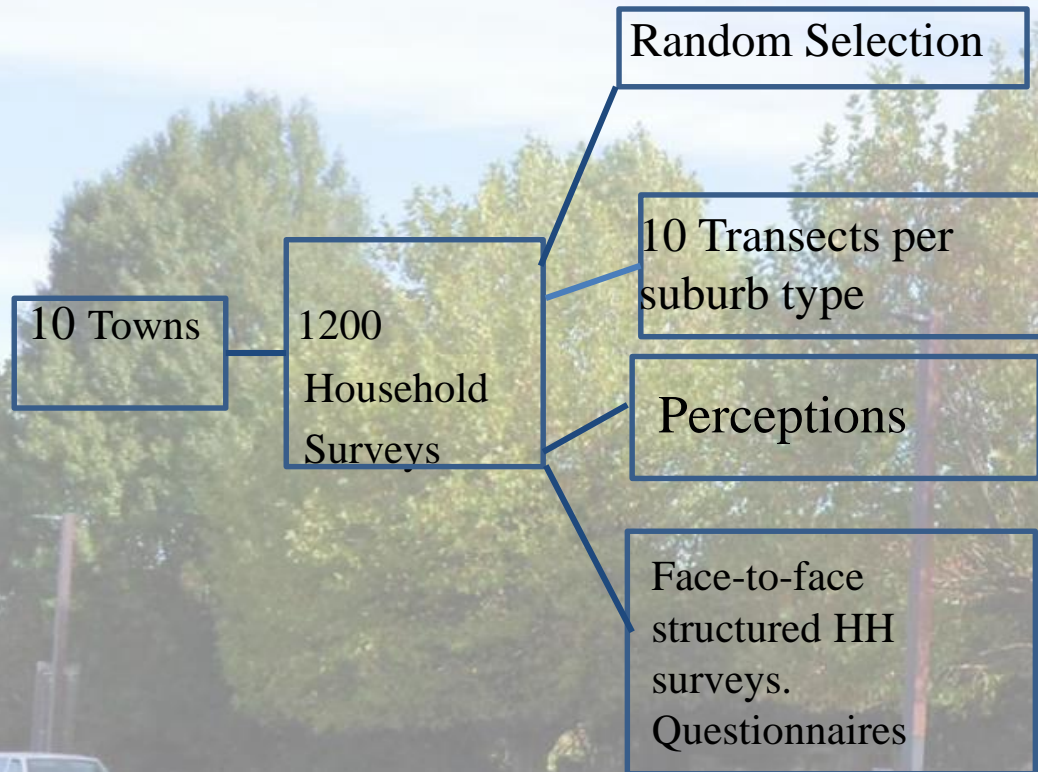 Random Selection
10 Transects per
suburb type
10 Towns
1200
Household
Surveys
Perceptions
Face-to-face
structured HH
surveys.
Questionnaires